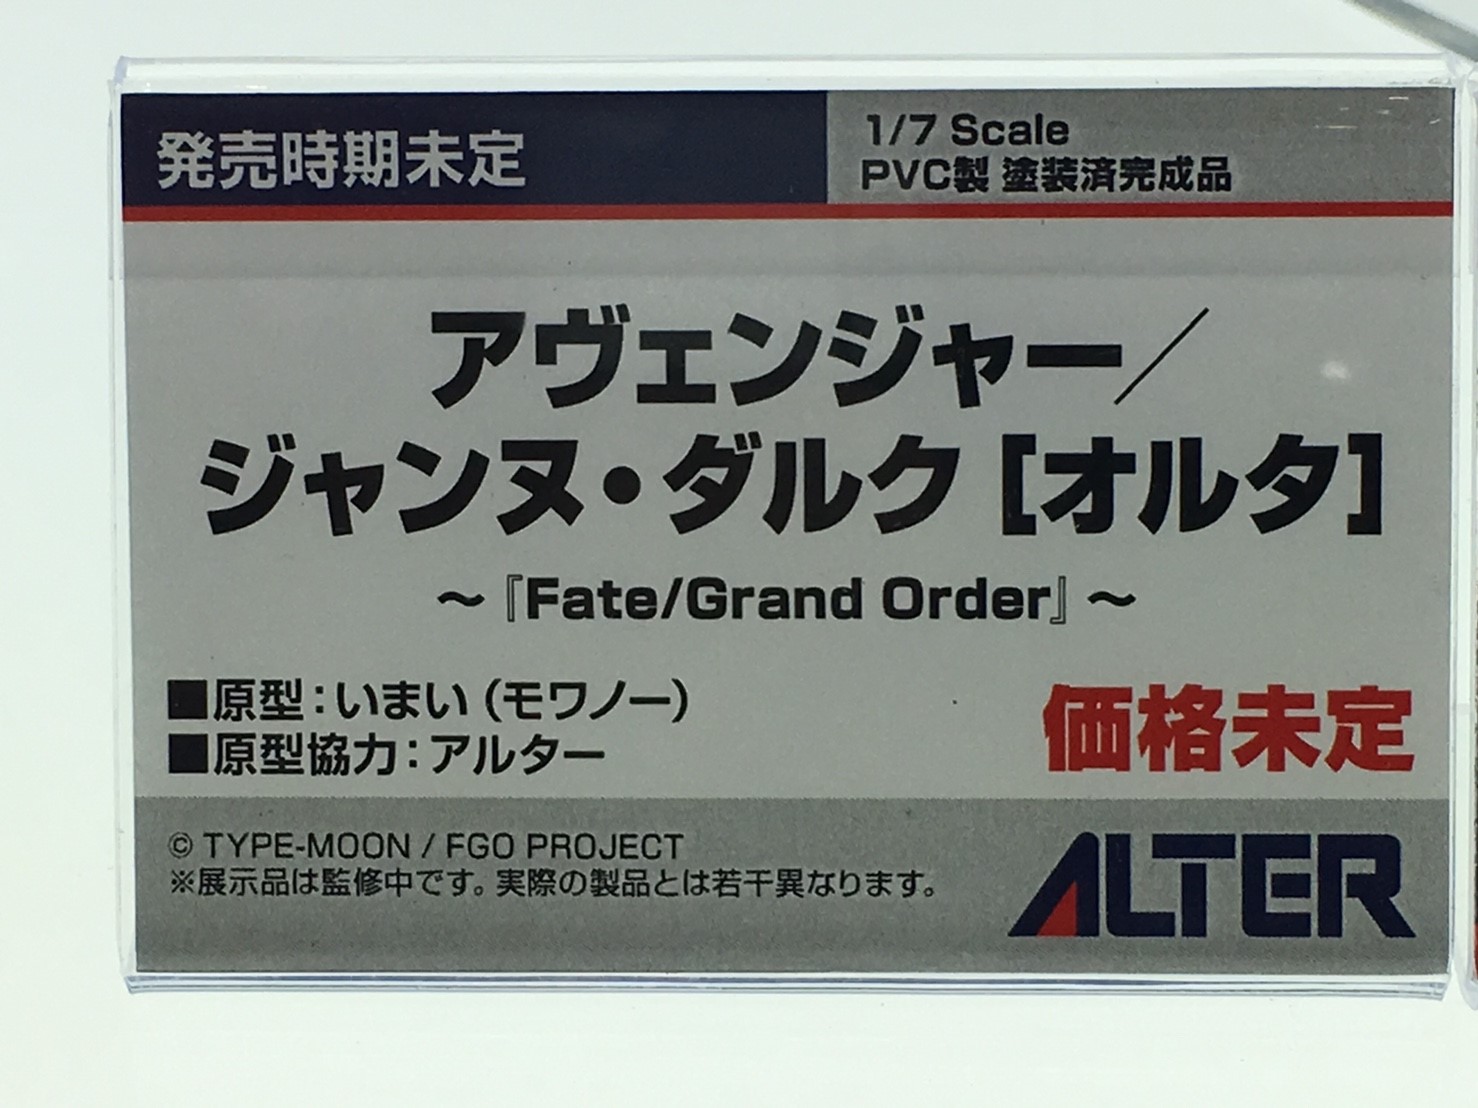 発売時期未定
1/7 Scale
PVC製 塗装済完成品
アヴェンジャー／
ジャンヌ・ダルク［オルタ］
～『Fate/Grand Order』～
■原型：いまい（モワノー）
■原型協力：アルター
価格未定
© TYPE-MOON / FGO PROJECT
※展示品は監修中です。実際の製品とは若干異なります。
ALTER